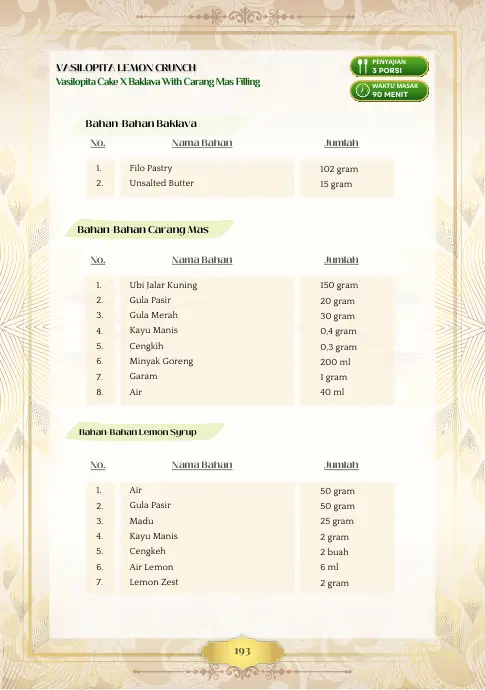 VASILOPITA LEMON CRUNCH
Vasilopita Cake X Baklava With Carang Mas Filling
PENYAJIAN
3 PORSI
WAKTU MASAK
90 MENIT
Bahan-Bahan Baklava
No. Nama Bahan Jumlah
1. Filo Pastry 102 gram
2. Unsalted Butter 15 gram
Bahan-Bahan Carang Mas
No. Nama Bahan Jumlah
1. Ubi Jalar Kuning 150 gram
2. Gula Pasir 20 gram
3. Gula Merah 30 gram
4. Kayu Manis 0,4 gram
5. Cengkih 0,3 gram
6. Minyak Goreng 200 ml
7. Garam 1 gram
8. Air 40 ml
Bahan-Bahan Lemon Syrup
No. Nama Bahan Jumlah
1. Air 50 gram
2. Gula Pasir 50 gram
3. Madu 25 gram
4. Kayu Manis 2 gram
5. Cengkeh 2 buah
6. Air Lemon 6 ml
7. Lemon Zest 2 gram
193